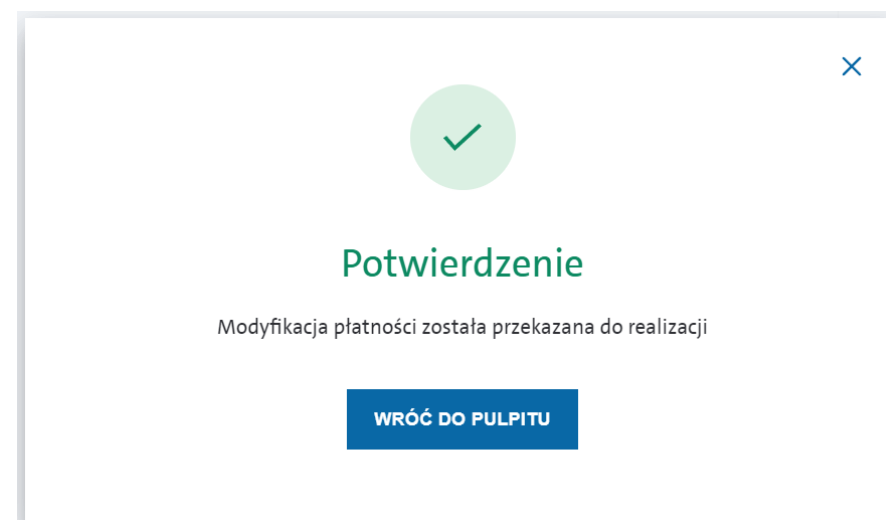 Potwierdzenie
Modyfikacja płatności została przekazana do realizacji
WRÓĆ DO PULPITU